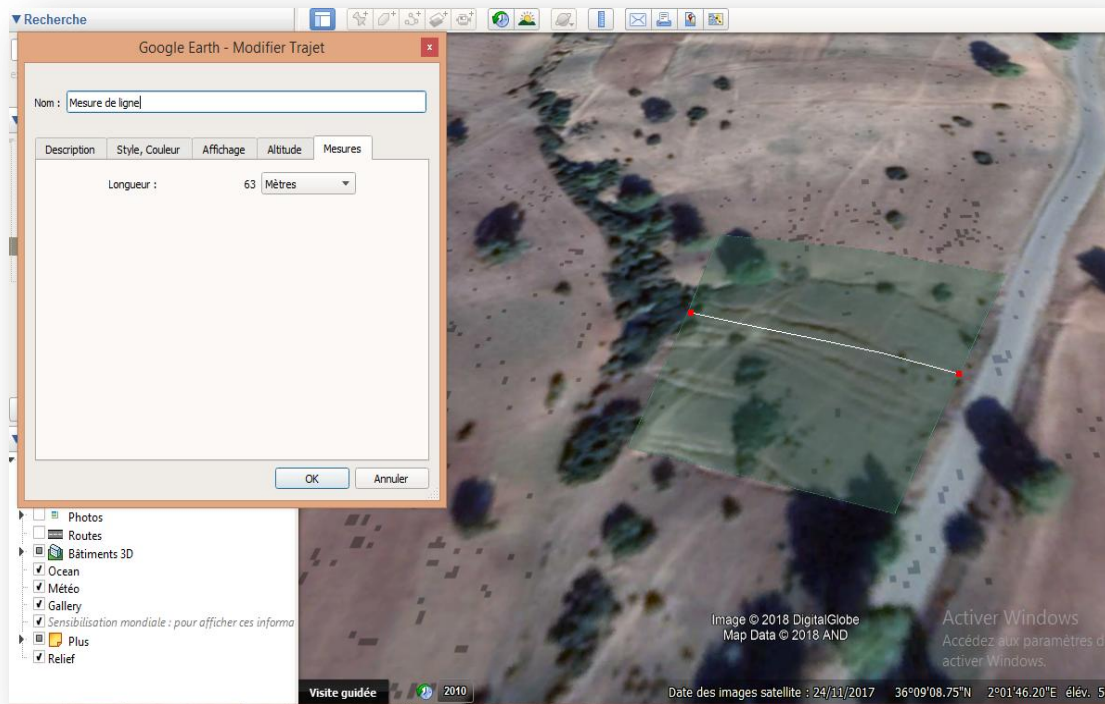 Recherche
Google Earth - Modifier Trajet
x
Nom : Mesure de ligne
Description
Style, Couleur
Affichage
Altitude
Mesures
Longueur : 63 Mètres
OK
Annuler
Photos
Routes
Bâtiments 3D
Ocean
Météo
Gallery
Sensibilisation mondiale : pour afficher ces informa
Plus
Relief
Image © 2018 DigitalGlobe
Map Data © 2018 AND
Activer Windows
Accédez aux paramètres d
activer Windows.
Visite guidée
2010
Date des images satellite : 24/11/2017 36°09'08.75"N 2°01'46.20"E élév. 5